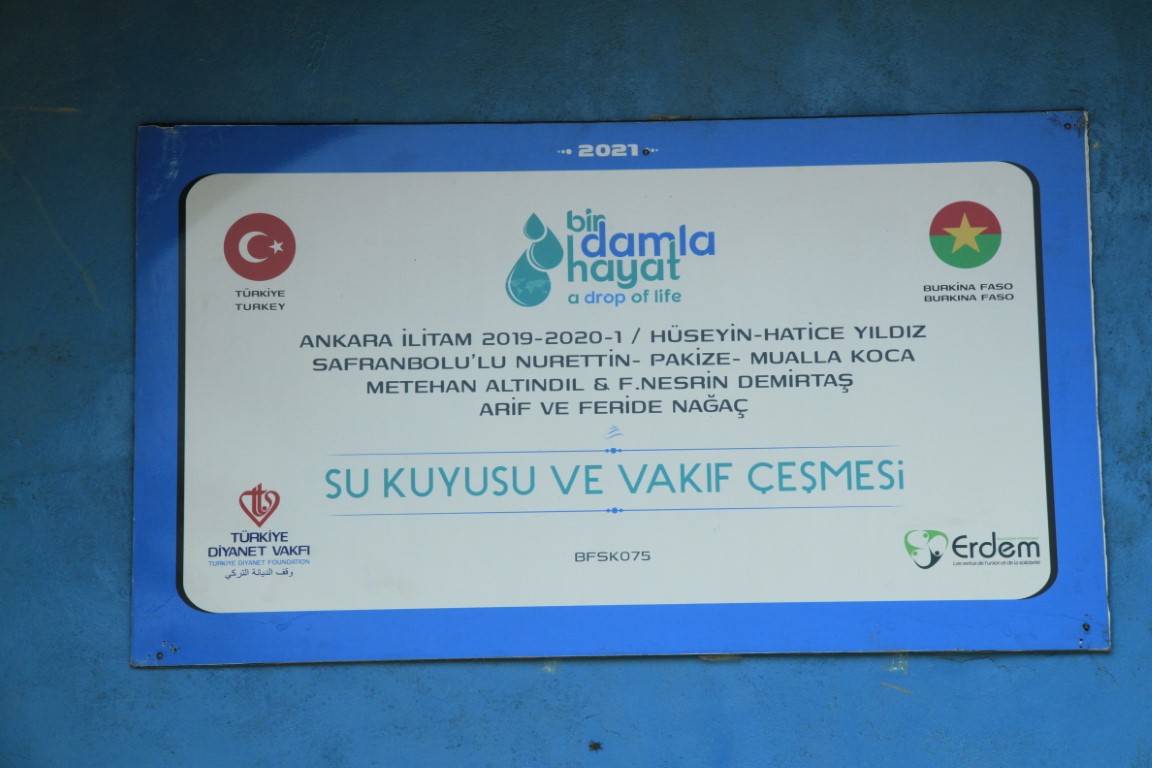 2021
bir
damla
hayat
a drop of life
TÜRKİYE
TURKEY
BURKİNA FASO
BURKINA FASO
ANKARA İLİTAM 2019-2020-1 / HÜSEYİN-HATİCE YILDIZ
SAFRANBOLU'LU NURETTİN- PAKİZE- MUALLA KOCA
METEHAN ALTINDIL & F.NESRİN DEMİRTAŞ
ARİF VE FERİDE NAĞAÇ
SU KUYUSU VE VAKIF ÇEŞMESİ
TÜRKİYE
DİYANET VAKFI
TURKIYE DIYANET FOUNDATION
وقف الديانة التركي
BFSK075
Erdem